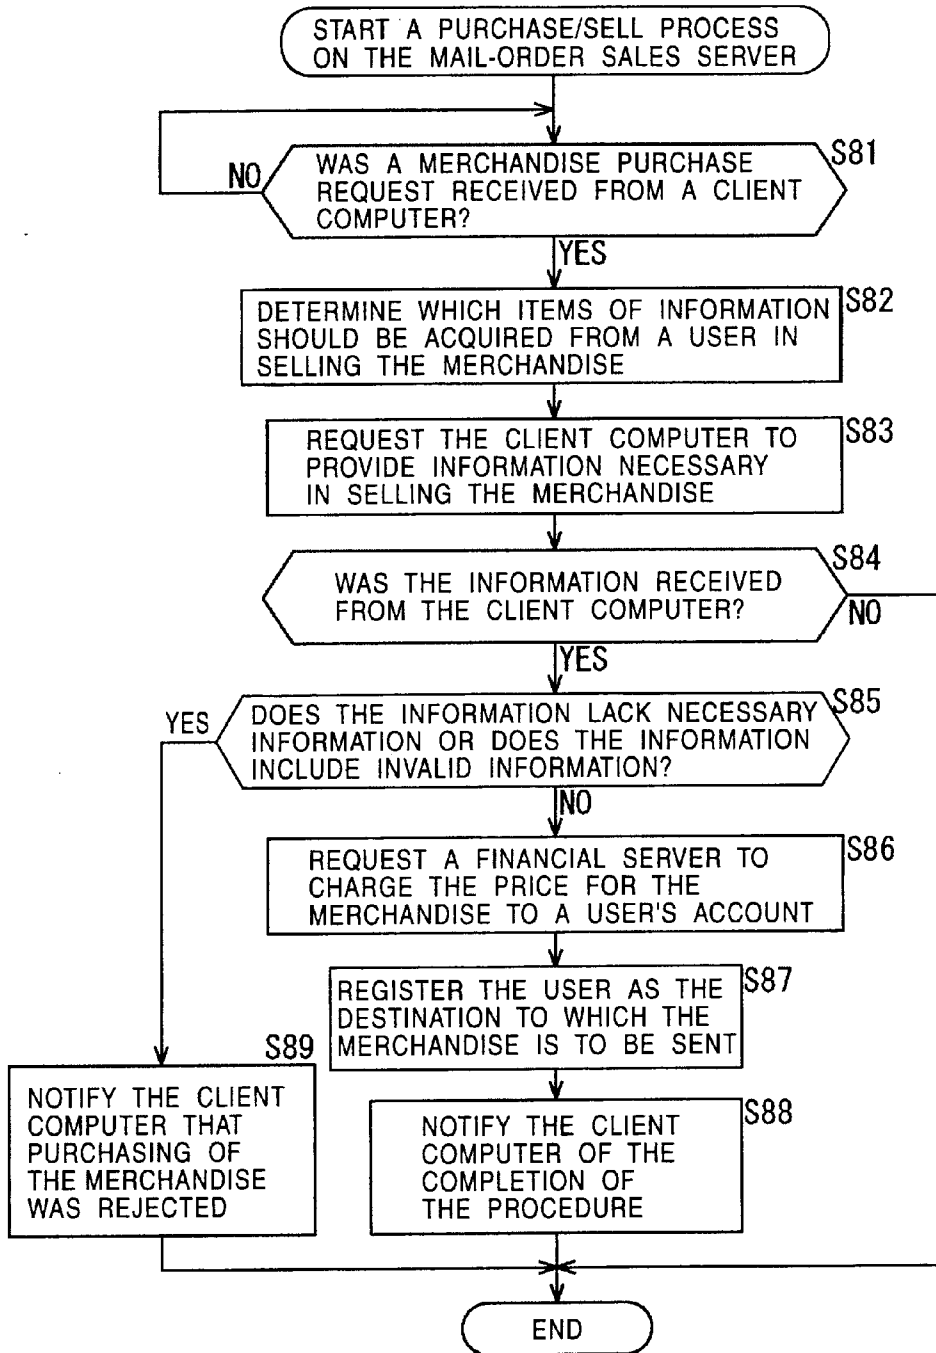 START A PURCHASE/SELL PROCESS
ON THE MAIL-ORDER SALES SERVER
S81
NO
WAS A MERCHANDISE PURCHASE
REQUEST RECEIVED FROM A CLIENT
COMPUTER?
YES
S82
DETERMINE WHICH ITEMS OF INFORMATION
SHOULD BE ACQUIRED FROM A USER IN
SELLING THE MERCHANDISE
S83
REQUEST THE CLIENT COMPUTER TO
PROVIDE INFORMATION NECESSARY
IN SELLING THE MERCHANDISE
S84
WAS THE INFORMATION RECEIVED
FROM THE CLIENT COMPUTER?
NO
YES
S85
YES
DOES THE INFORMATION LACK NECESSARY
INFORMATION OR DOES THE INFORMATION
INCLUDE INVALID INFORMATION?
NO
S86
REQUEST A FINANCIAL SERVER TO
CHARGE THE PRICE FOR THE
MERCHANDISE TO A USER'S ACCOUNT
S87
REGISTER THE USER AS THE
DESTINATION TO WHICH THE
MERCHANDISE IS TO BE SENT
S89
NOTIFY THE CLIENT
COMPUTER THAT
PURCHASING OF
THE MERCHANDISE
WAS REJECTED
S88
NOTIFY THE CLIENT
COMPUTER OF THE
COMPLETION OF
THE PROCEDURE
END